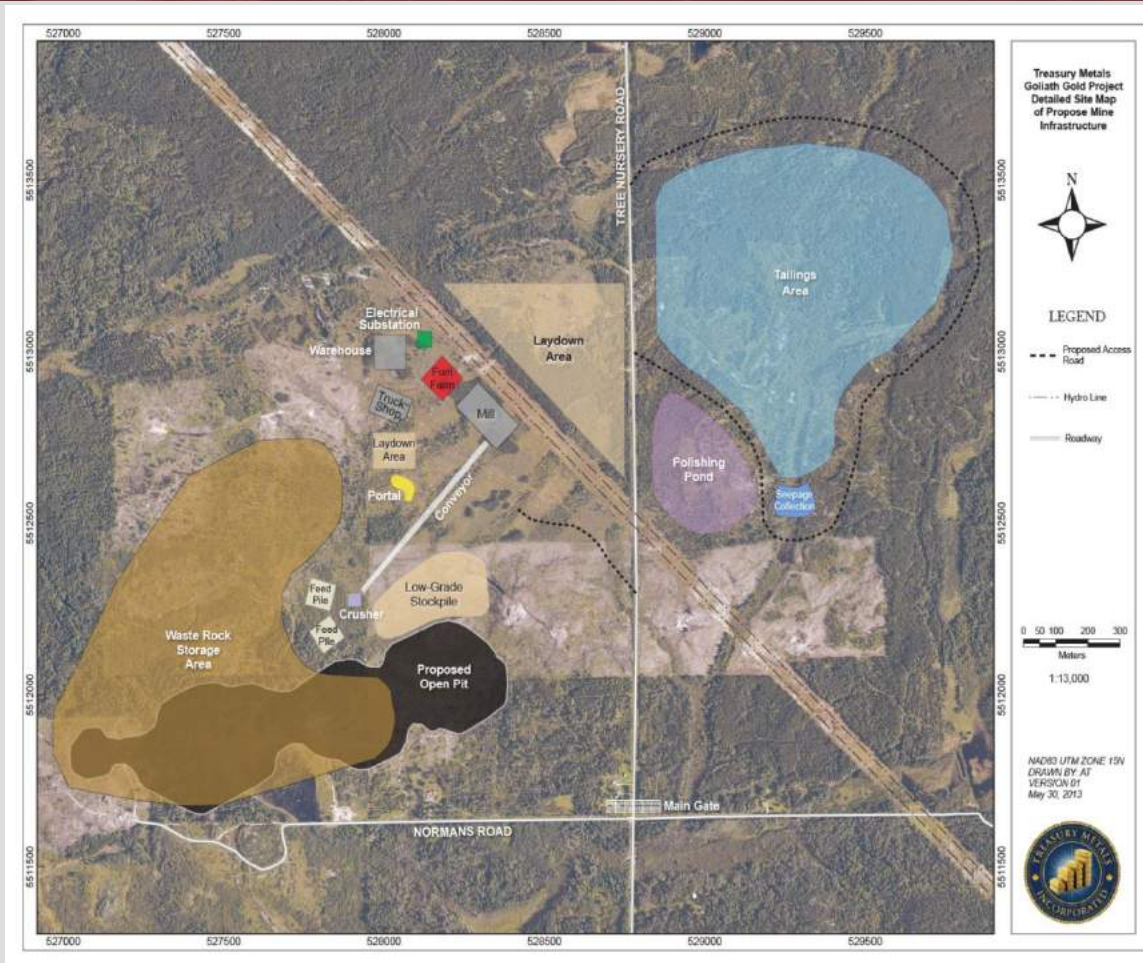 527000 527500 528000 528500 529000 529500
Treasury Metals
Goliath Gold Project
Detailed Site Map
of Propose Mine
Infrastructure
N
LEGEND
Proposed Access
Road
Hydro Line
Roadway
0 50 100 200 300
Meters
1:13,000
NAD83 UTM ZONE 15N
DRAWN BY: AT
VERSION 01
May 30, 2013
TREASURY METALS
INCORPORATED
5513500
5513000
5512500
5512000
5511500
5513500
5513000
5512500
5512000
5511500
TREE NURSERY ROAD
Tailings
Area
Electrical
Substation
Warehouse
Fuel
Farm
Laydown
Area
Truck
Shop
Mill
Laydown
Area
Portal
Conveyor
Polishing
Pond
Seepage
Collection
Feed
Pile
Crusher
Low-Grade
Stockpile
Feed
Pile
Waste Rock
Storage
Area
Proposed
Open Pit
Main Gate
NORMANS ROAD
527000 527500 528000 528500 529000 529500